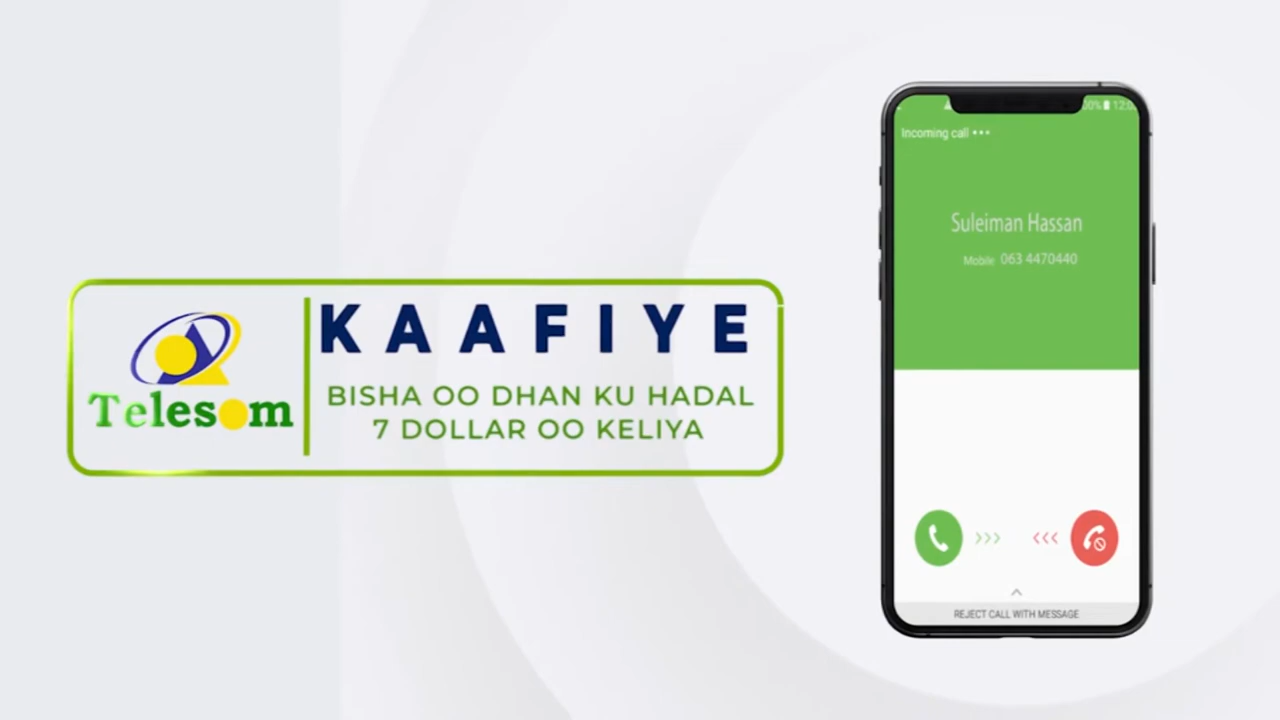 Telesom
KAAFIYE
BISHA OO DHAN KU HADAL
7 DOLLAR OO KELIYA
Incoming call •••
Suleiman Hassan
Mobile 063 4470440
REJECT CALL WITH MESSAGE